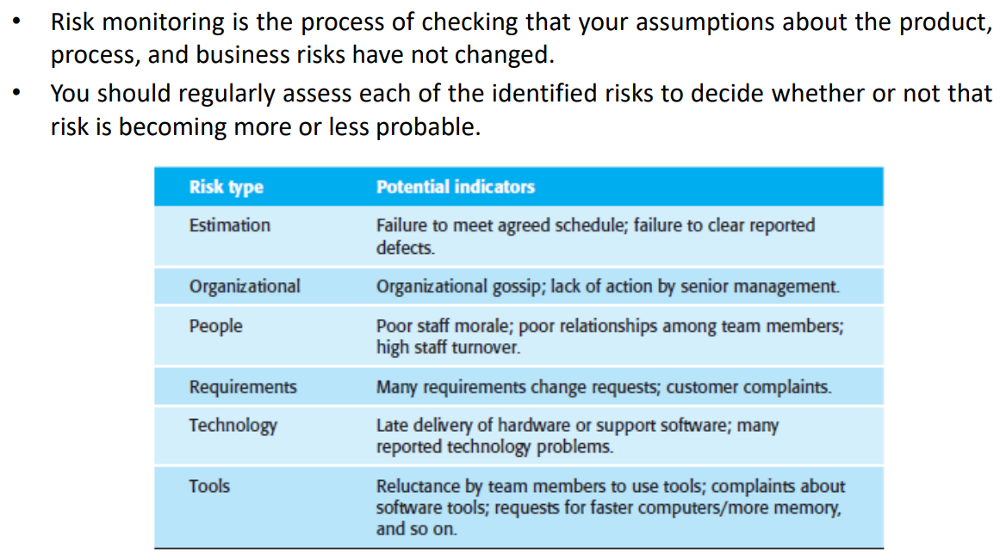 • Risk monitoring is the process of checking that your assumptions about the product,
process, and business risks have not changed.
• You should regularly assess each of the identified risks to decide whether or not that
risk is becoming more or less probable.
Risk type Potential indicators
Estimation Failure to meet agreed schedule; failure to clear reported
defects.
Organizational Organizational gossip; lack of action by senior management.
People Poor staff morale; poor relationships among team members;
high staff turnover.
Requirements Many requirements change requests; customer complaints.
Technology Late delivery of hardware or support software; many
reported technology problems.
Tools Reluctance by team members to use tools; complaints about
software tools; requests for faster computers/more memory,
and so on.